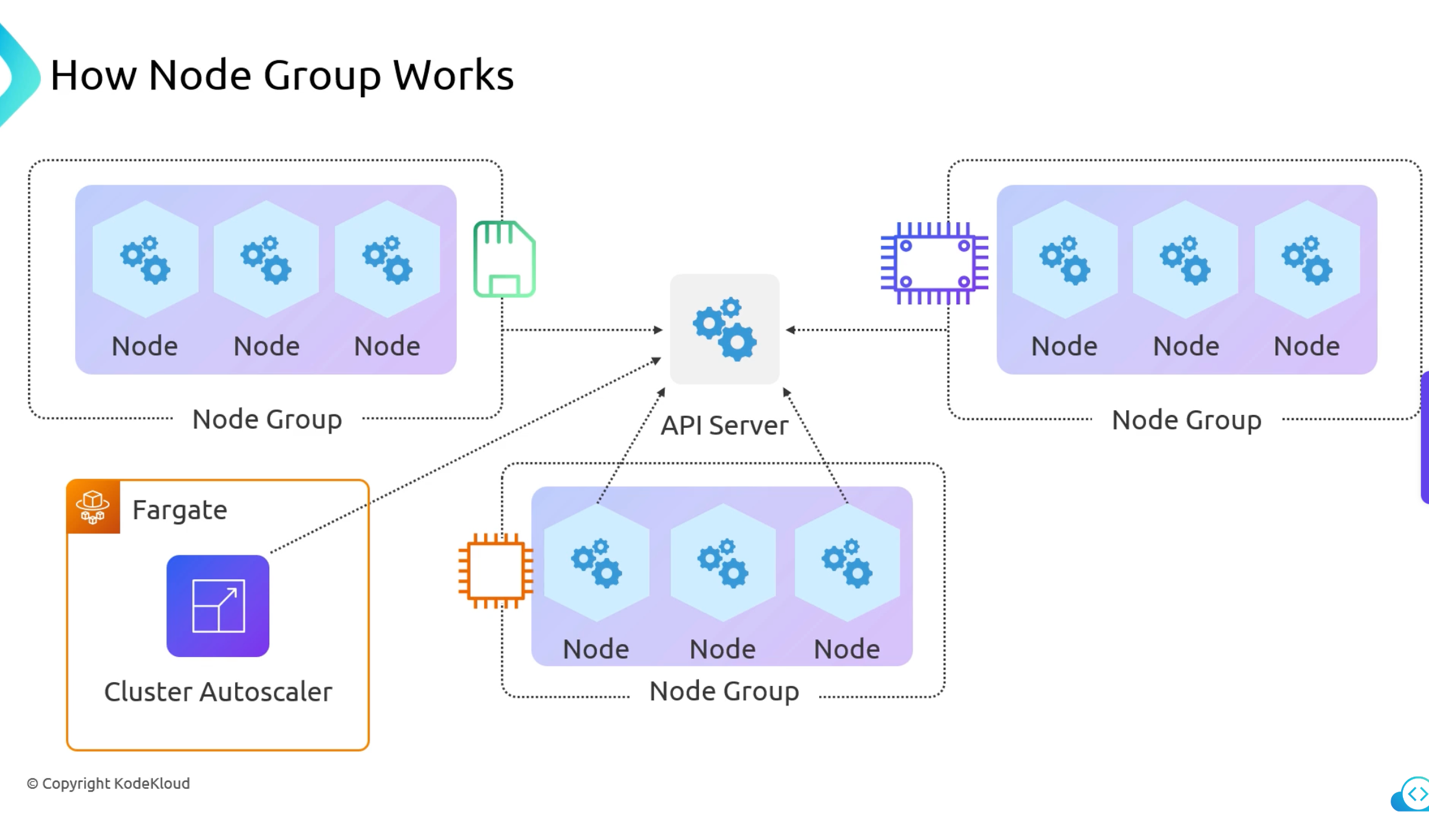 How Node Group Works
Node Node Node
Node Group
Node Node Node
Node Group
API Server
Fargate
Cluster Autoscaler
Node Node Node
Node Group
© Copyright KodeKloud